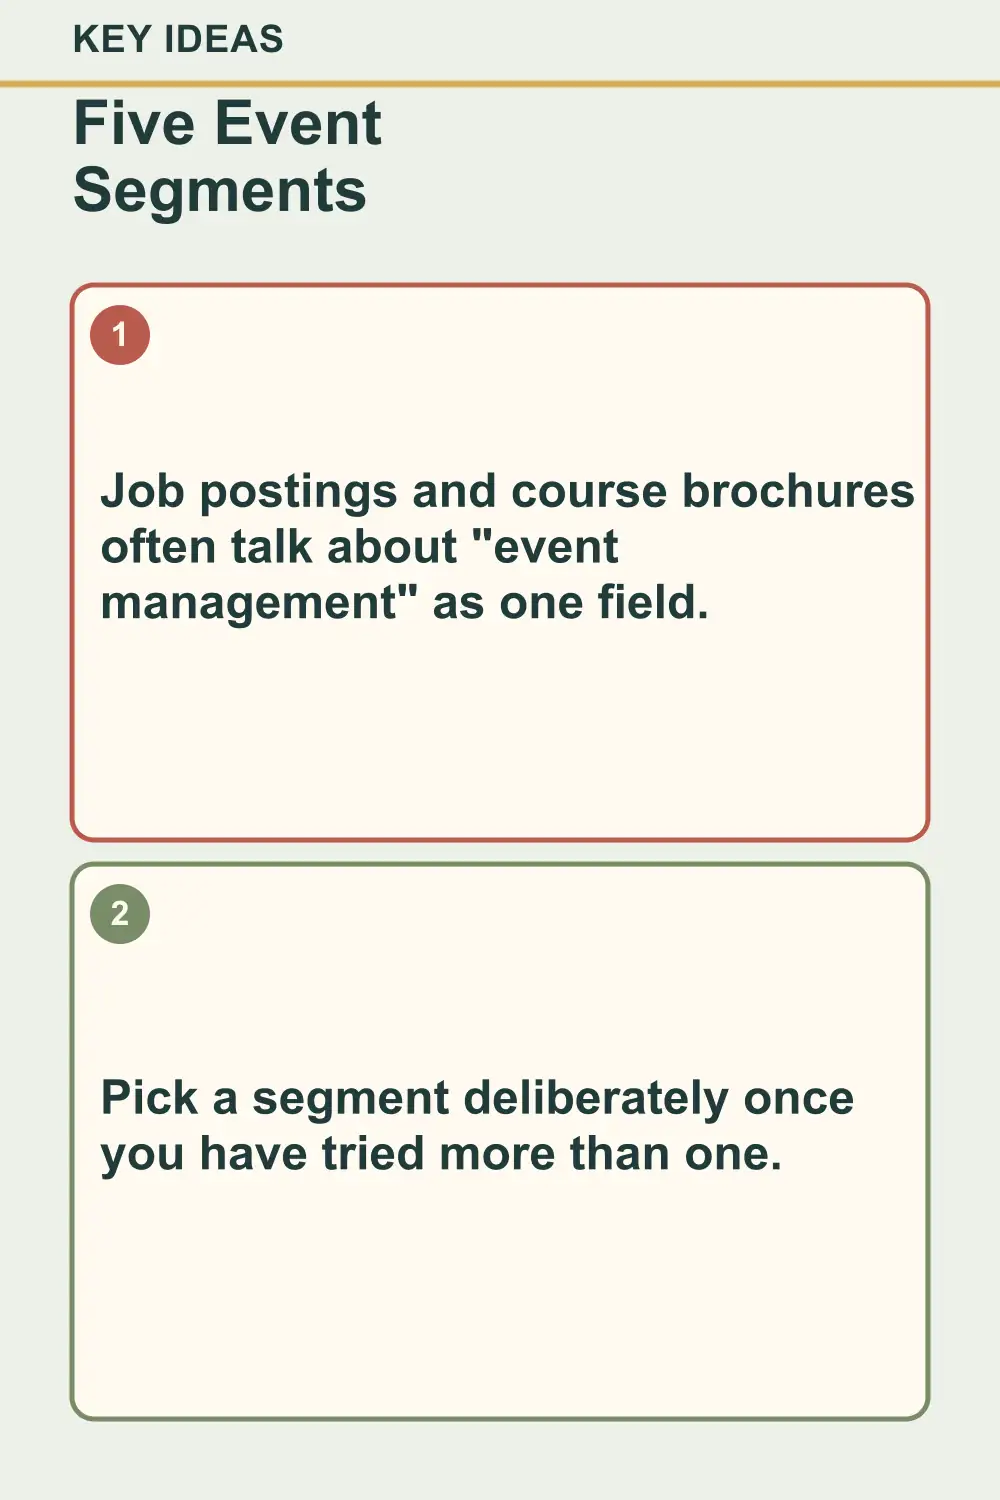 KEY IDEAS
Five Event
Segments
1
Job postings and course brochures
often talk about "event
management" as one field.
2
Pick a segment deliberately once
you have tried more than one.